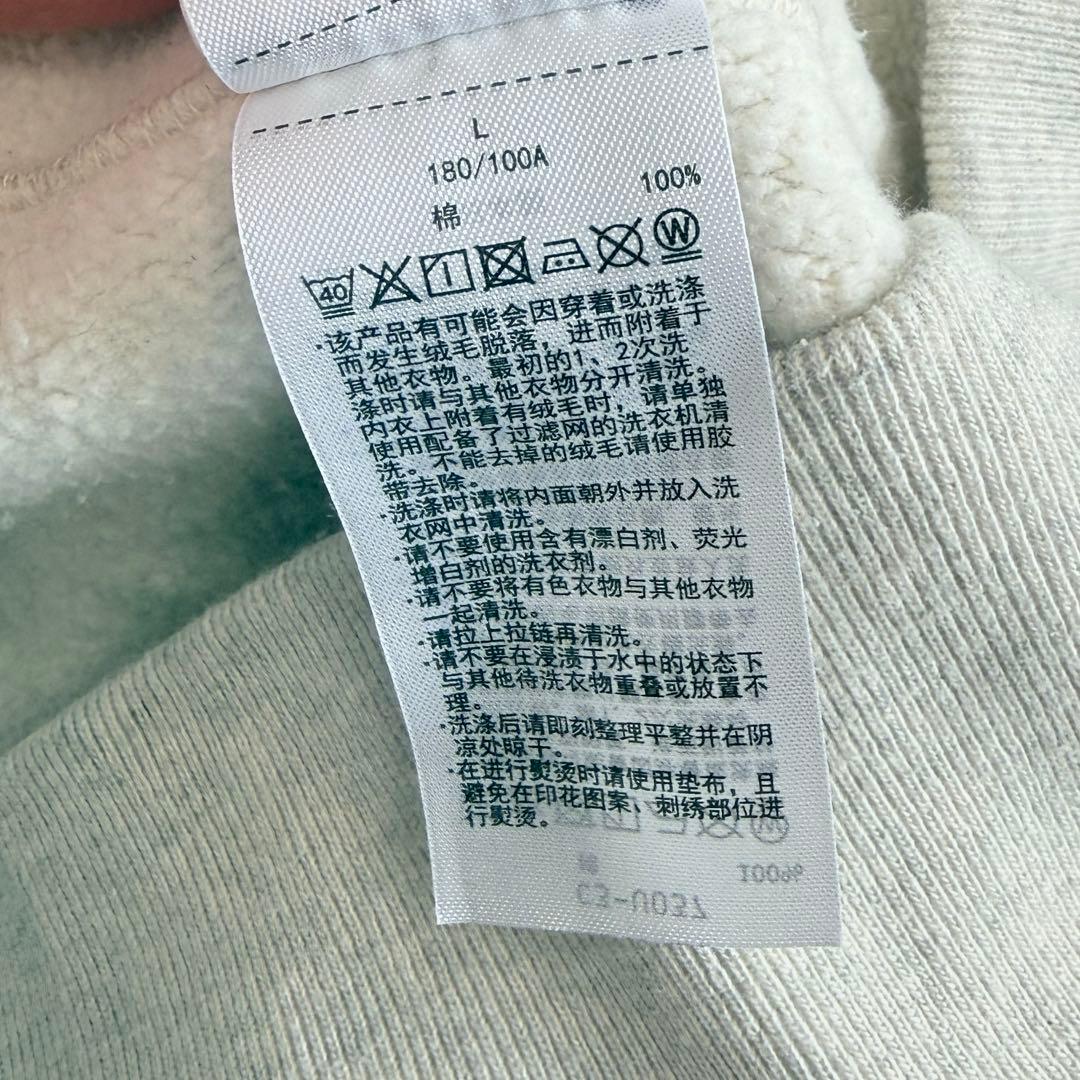 L
180/100A
棉 100%
40 W
·该产品有可能会因穿着或洗涤
而发生绒毛脱落，进而附着于
其他衣物。最初的1、2次洗
涤时请与其他衣物分开清洗。
内衣上附着有绒毛时，请单独
使用配备了过滤网的洗衣机清
洗。不能去掉的绒毛请使用胶
带去除。
·洗涤时请将内面朝外并放入洗
衣网中清洗。
·请不要使用含有漂白剂、荧光
增白剂的洗衣剂。
·请不要将有色衣物与其他衣物
一起清洗。
·请拉上拉链再清洗。
·请不要在浸渍于水中的状态下
与其他待洗衣物重叠或放置不
理。
·洗涤后请即刻整理平整并在阴
凉处晾干。
·在进行熨烫时请使用垫布，且
避免在印花图案、刺绣部位进
行熨烫。
100%
C3-U037